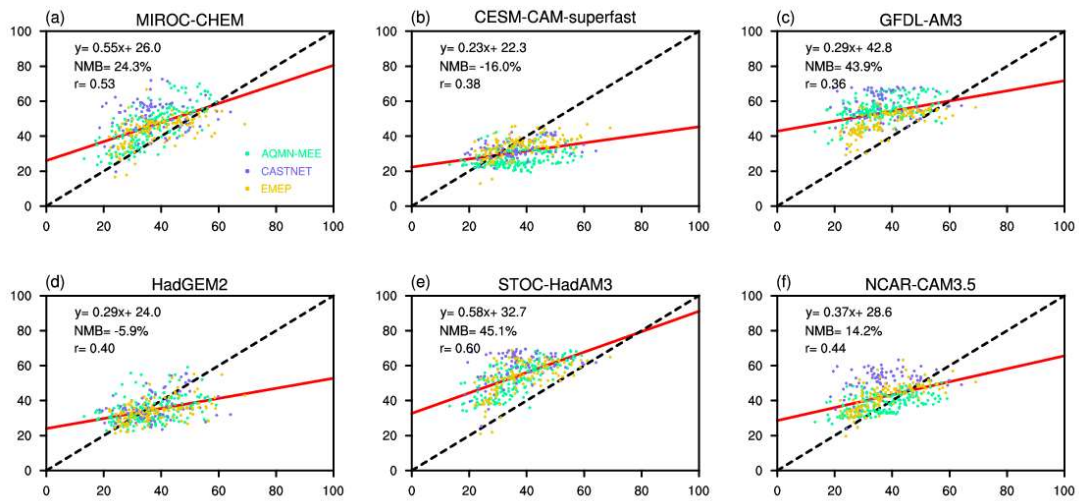 (a) MIROC-CHEM
100
80
60
40
20
0
y= 0.55x+ 26.0
NMB= 24.3%
r= 0.53
AQMN-MEE
CASTNET
EMEP
0 20 40 60 80 100
(b) CESM-CAM-superfast
100
80
60
40
20
0
y= 0.23x+ 22.3
NMB= -16.0%
r= 0.38
0 20 40 60 80 100
(c) GFDL-AM3
100
80
60
40
20
0
y= 0.29x+ 42.8
NMB= 43.9%
r= 0.36
0 20 40 60 80 100
(d) HadGEM2
100
80
60
40
20
0
y= 0.29x+ 24.0
NMB= -5.9%
r= 0.40
0 20 40 60 80 100
(e) STOC-HadAM3
100
80
60
40
20
0
y= 0.58x+ 32.7
NMB= 45.1%
r= 0.60
0 20 40 60 80 100
(f) NCAR-CAM3.5
100
80
60
40
20
0
y= 0.37x+ 28.6
NMB= 14.2%
r= 0.44
0 20 40 60 80 100